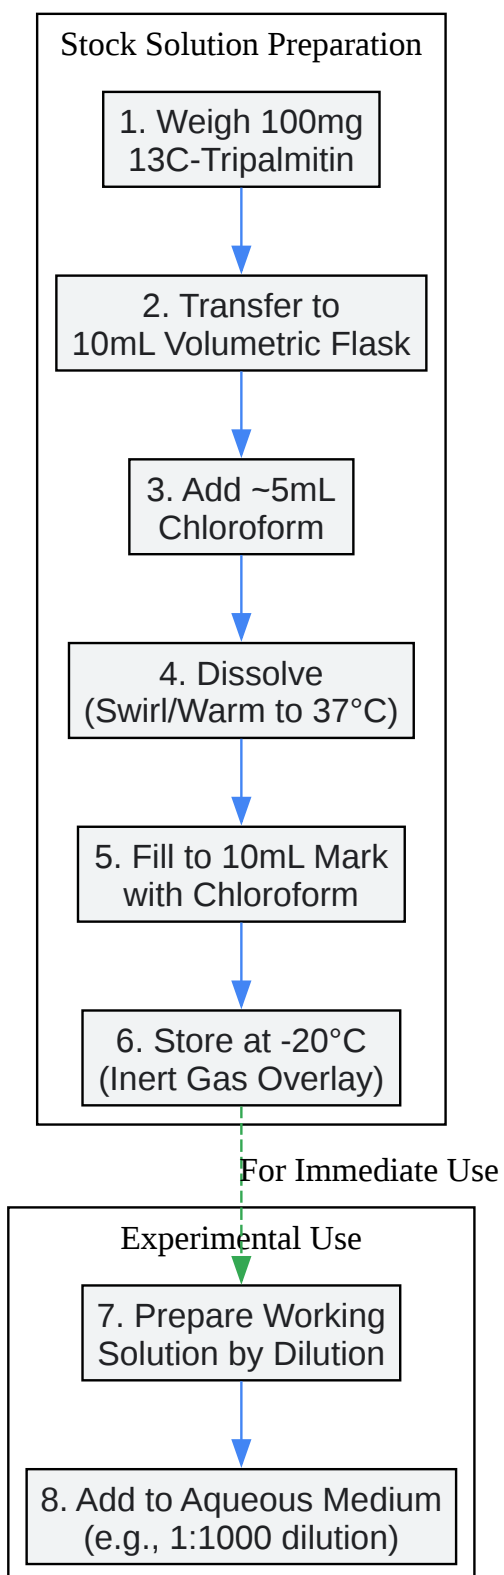 Stock Solution Preparation
1. Weigh 100mg
13C-Tripalmitin
2. Transfer to
10mL Volumetric Flask
3. Add ~5mL
Chloroform
4. Dissolve
(Swirl/Warm to 37°C)
5. Fill to 10mL Mark
with Chloroform
6. Store at -20°C
(Inert Gas Overlay)
For Immediate Use
Experimental Use
7. Prepare Working
Solution by Dilution
8. Add to Aqueous Medium
(e.g., 1:1000 dilution)